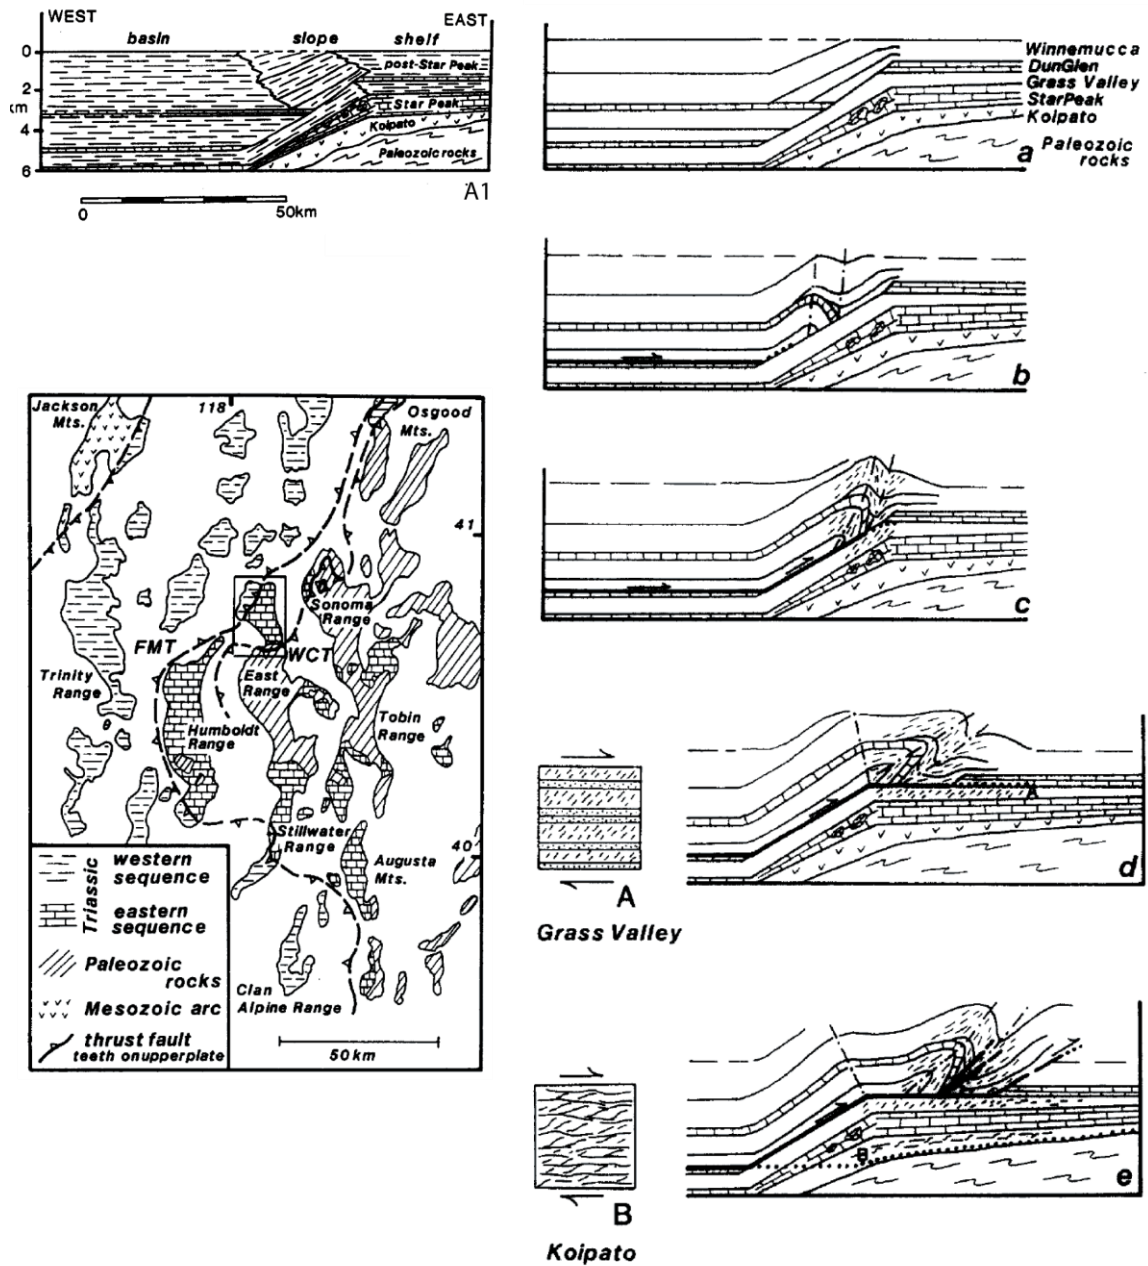 WEST
EAST
basin
slope
shelf
0
2
km
4
6
post-Star Peak
Star Peak
Koipato
Paleozoic rocks
A1
0
50km
Winnemucca
DunGlen
Grass Valley
StarPeak
Koipato
Paleozoic
rocks
a
b
c
Jackson
Mts.
118
Osgood
Mts.
41
Sonoma
Range
FMT
WCT
Trinity
Range
East
Range
Humboldt
Range
Tobin
Range
Stillwater
Range
40
Augusta
Mts.
Clan
Alpine Range
50km
Triassic
western
sequence
eastern
sequence
Paleozoic
rocks
Mesozoic arc
thrust fault
teeth onupperplate
A
Grass Valley
A
d
B
Koipato
B
e